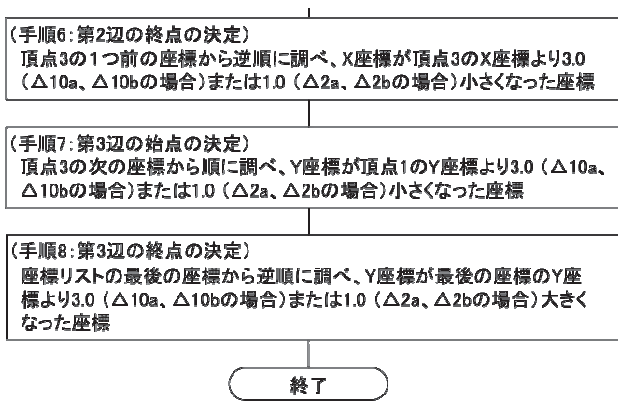 (手順6:第2辺の終点の決定)
頂点3の1つ前の座標から逆順に調べ、X座標が頂点3のX座標より3.0
(△10a、△10bの場合)または1.0(△2a、△2bの場合)小さくなった座標
(手順7:第3辺の始点の決定)
頂点3の次の座標から順に調べ、Y座標が頂点1のY座標より3.0(△10a、
△10bの場合)または1.0(△2a、△2bの場合)小さくなった座標
(手順8:第3辺の終点の決定)
座標リストの最後の座標から逆順に調べ、Y座標が最後の座標のY座
標より3.0(△10a、△10bの場合)または1.0(△2a、△2bの場合)大きく
なった座標
終了